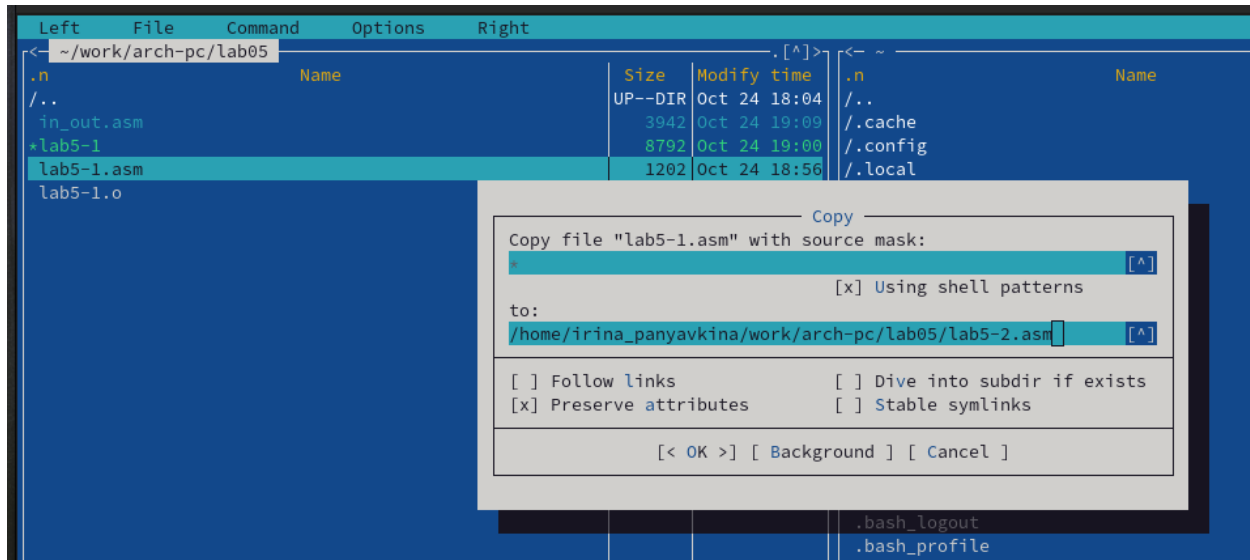 Left File Command Options Right
<─ ~/work/arch-pc/lab05 ─.[^]>
.n Name Size Modify time
/.. UP--DIR Oct 24 18:04
in_out.asm 3942 Oct 24 19:09
*lab5-1 8792 Oct 24 19:00
lab5-1.asm 1202 Oct 24 18:56
lab5-1.o
<─ ~
.n Name
/..
/.cache
/.config
/.local
Copy
Copy file "lab5-1.asm" with source mask:
* [^]
[x] Using shell patterns
to:
/home/irina_panyavkina/work/arch-pc/lab05/lab5-2.asm [^]
[ ] Follow links [ ] Dive into subdir if exists
[x] Preserve attributes [ ] Stable symlinks
[< OK >] [ Background ] [ Cancel ]
.bash_logout
.bash_profile